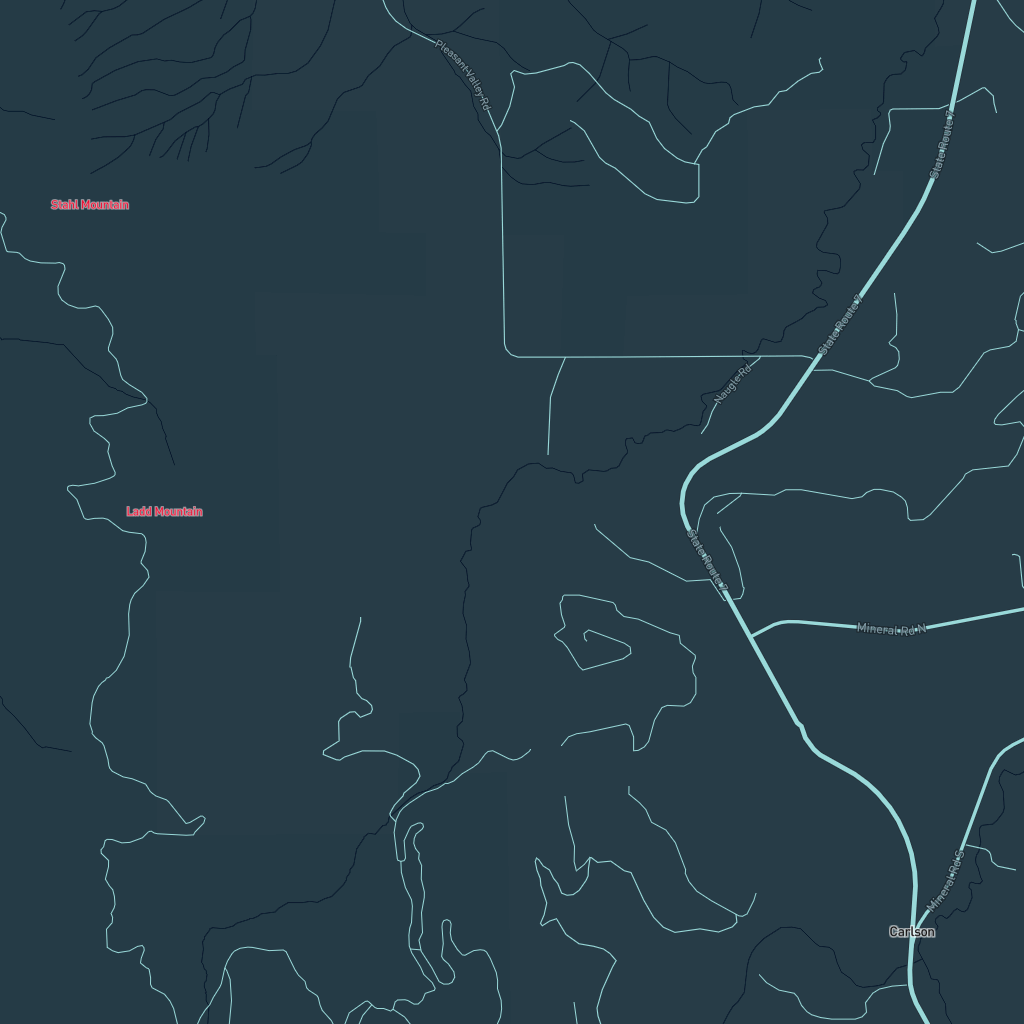 Pleasant Valley Rd
State Route 7
Stahl Mountain
State Route 7
Naugle Rd
Ladd Mountain
State Route 7
Mineral Rd N
Mineral Rd S
Carlson